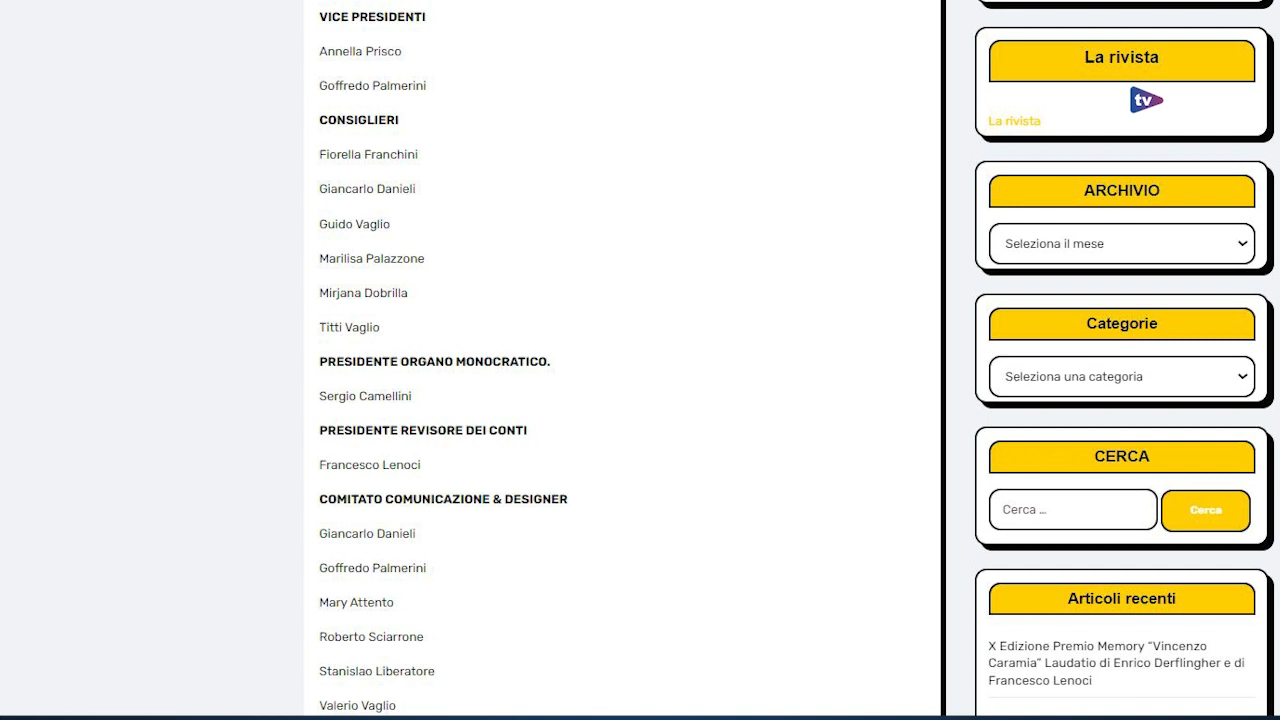 VICE PRESIDENTI
Annella Prisco
Goffredo Palmerini
CONSIGLIERI
Fiorella Franchini
Giancarlo Danieli
Guido Vaglio
Marilisa Palazzone
Mirjana Dobrilla
Titti Vaglio
PRESIDENTE ORGANO MONOCRATICO.
Sergio Camellini
PRESIDENTE REVISORE DEI CONTI
Francesco Lenoci
COMITATO COMUNICAZIONE & DESIGNER
Giancarlo Danieli
Goffredo Palmerini
Mary Attento
Roberto Sciarrone
Stanislao Liberatore
Valerio Vaglio
La rivista
tv
La rivista
ARCHIVIO
Seleziona il mese
Categorie
Seleziona una categoria
CERCA
Cerca …
Cerca
Articoli recenti
X Edizione Premio Memory “Vincenzo
Caramia” Laudatio di Enrico Derflingher e di
Francesco Lenoci